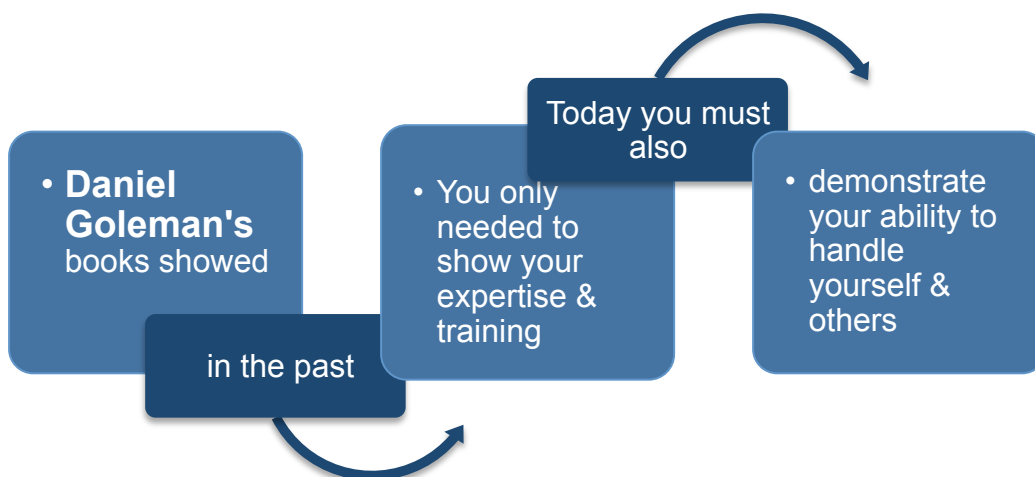 • Daniel
Goleman's
books showed
in the past
• You only
needed to
show your
expertise &
training
Today you must
also
• demonstrate
your ability to
handle
yourself &
others